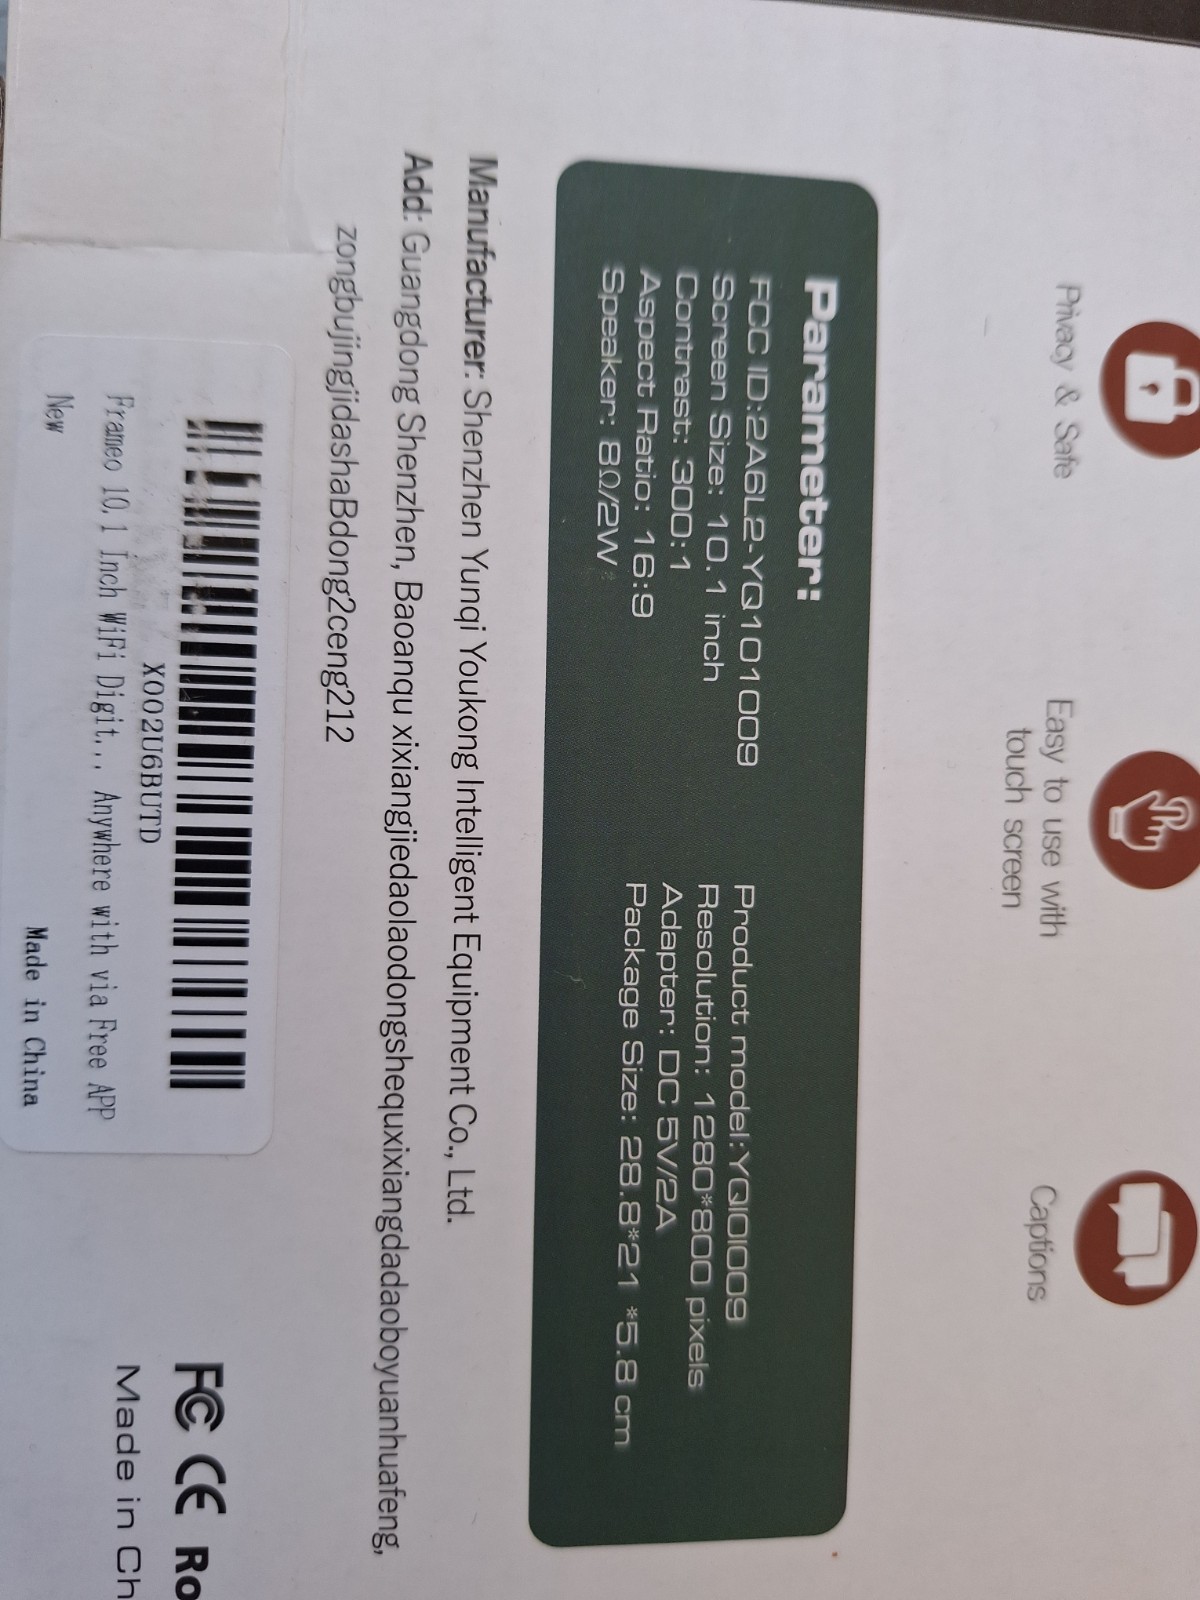 Privacy & Safe
Easy to use with
touch screen
Captions
Parameter:
FCC ID:2A6L2-YQ101009
Screen Size: 10.1 inch
Contrast: 300:1
Aspect Ratio: 16:9
Speaker: 8Ω/2W
Product model:YQ101009
Resolution: 1280*800 pixels
Adapter: DC 5V/2A
Package Size: 28.8*21 *5.8 cm
Manufacturer: Shenzhen Yunqi Youkong Intelligent Equipment Co., Ltd.
Add: Guangdong Shenzhen, Baoanqu xixiangjiedaolaodongshequxixiangdadaoboyuanhuafeng,
zongbujingjidashaBdong2ceng212
X002U6BUTD
Frameo 10.1 Inch WiFi Digit... Anywhere with via Free APP
New
Made in China
FC CE Ro
Made in Ch